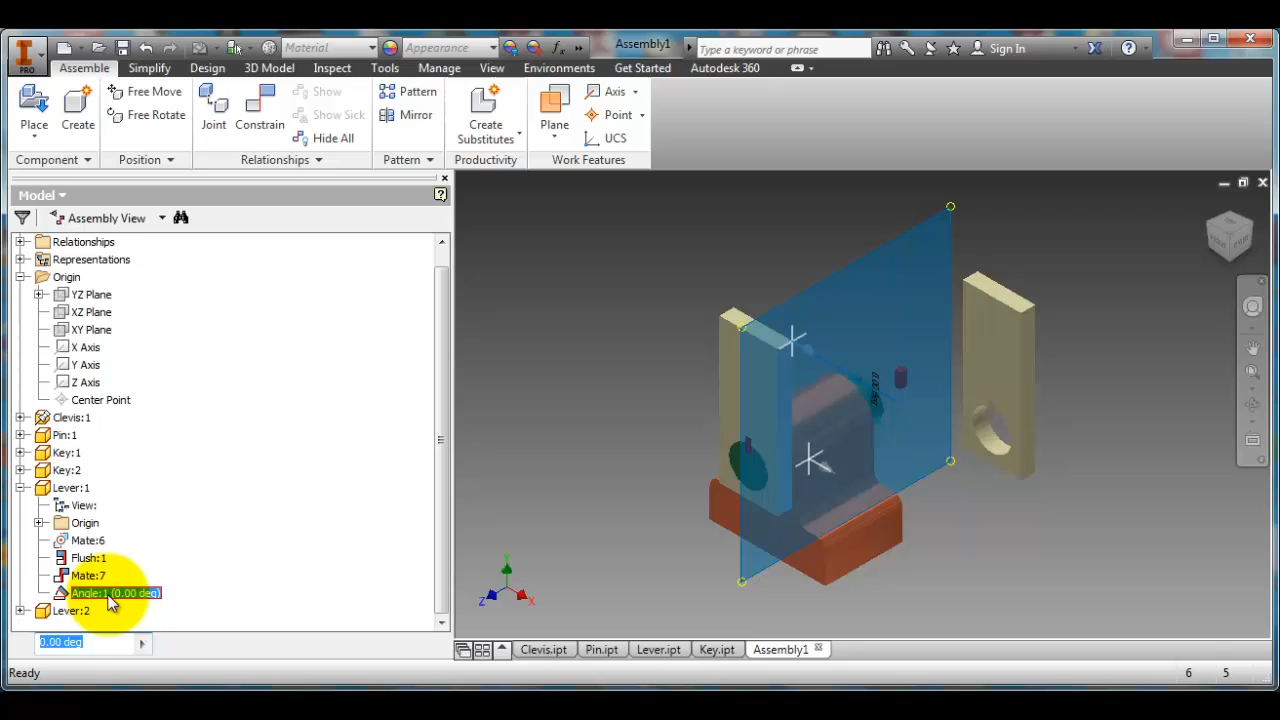 Material
Appearance
Assembly1
Type a keyword or phrase
Sign In
PRO
Assemble
Simplify
Design
3D Model
Inspect
Tools
Manage
View
Environments
Get Started
Autodesk 360
Place
Create
Free Move
Free Rotate
Joint
Constrain
Show
Show Sick
Hide All
Pattern
Mirror
Create
Substitutes
Plane
Axis
Point
UCS
Component
Position
Relationships
Pattern
Productivity
Work Features
Model
Assembly View
Relationships
Representations
Origin
YZ Plane
XZ Plane
XY Plane
X Axis
Y Axis
Z Axis
Center Point
Clevis:1
Pin:1
Key:1
Key:2
Lever:1
View:
Origin
Mate:6
Flush:1
Mate:7
Angle:1 (0.00 deg)
Lever:2
0.00 deg
0.00 deg
Y
Z
X
Clevis.ipt
Pin.ipt
Lever.ipt
Key.ipt
Assembly1
Ready
6
5